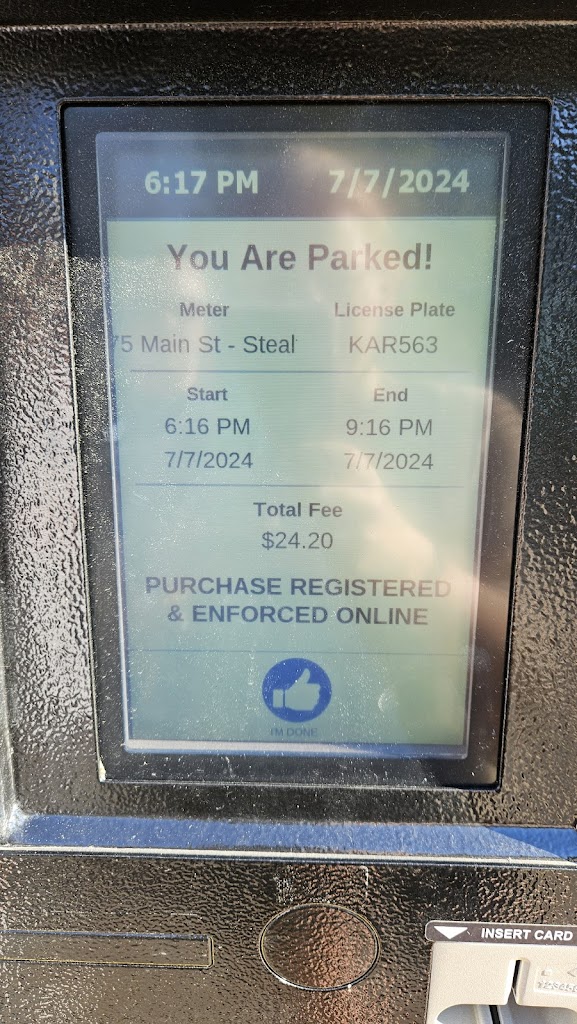 6:17 PM 7/7/2024
You Are Parked!
Meter License Plate
75 Main St - Steal KAR563
Start End
6:16 PM 9:16 PM
7/7/2024 7/7/2024
Total Fee
$24.20
PURCHASE REGISTERED
& ENFORCED ONLINE
I'M DONE
INSERT CARD